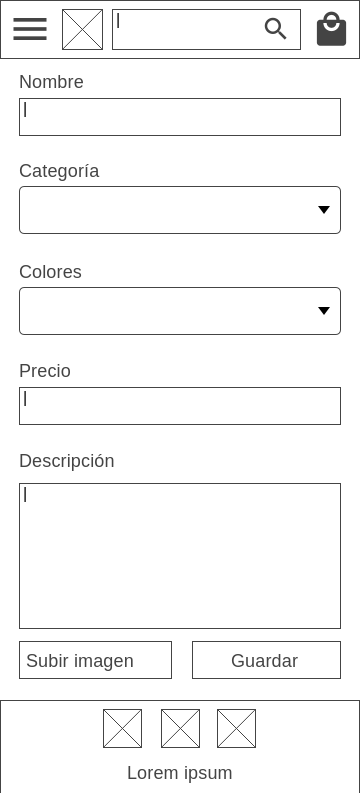 Nombre
Categoría
Colores
Precio
Descripción
Subir imagen
Guardar
Lorem ipsum